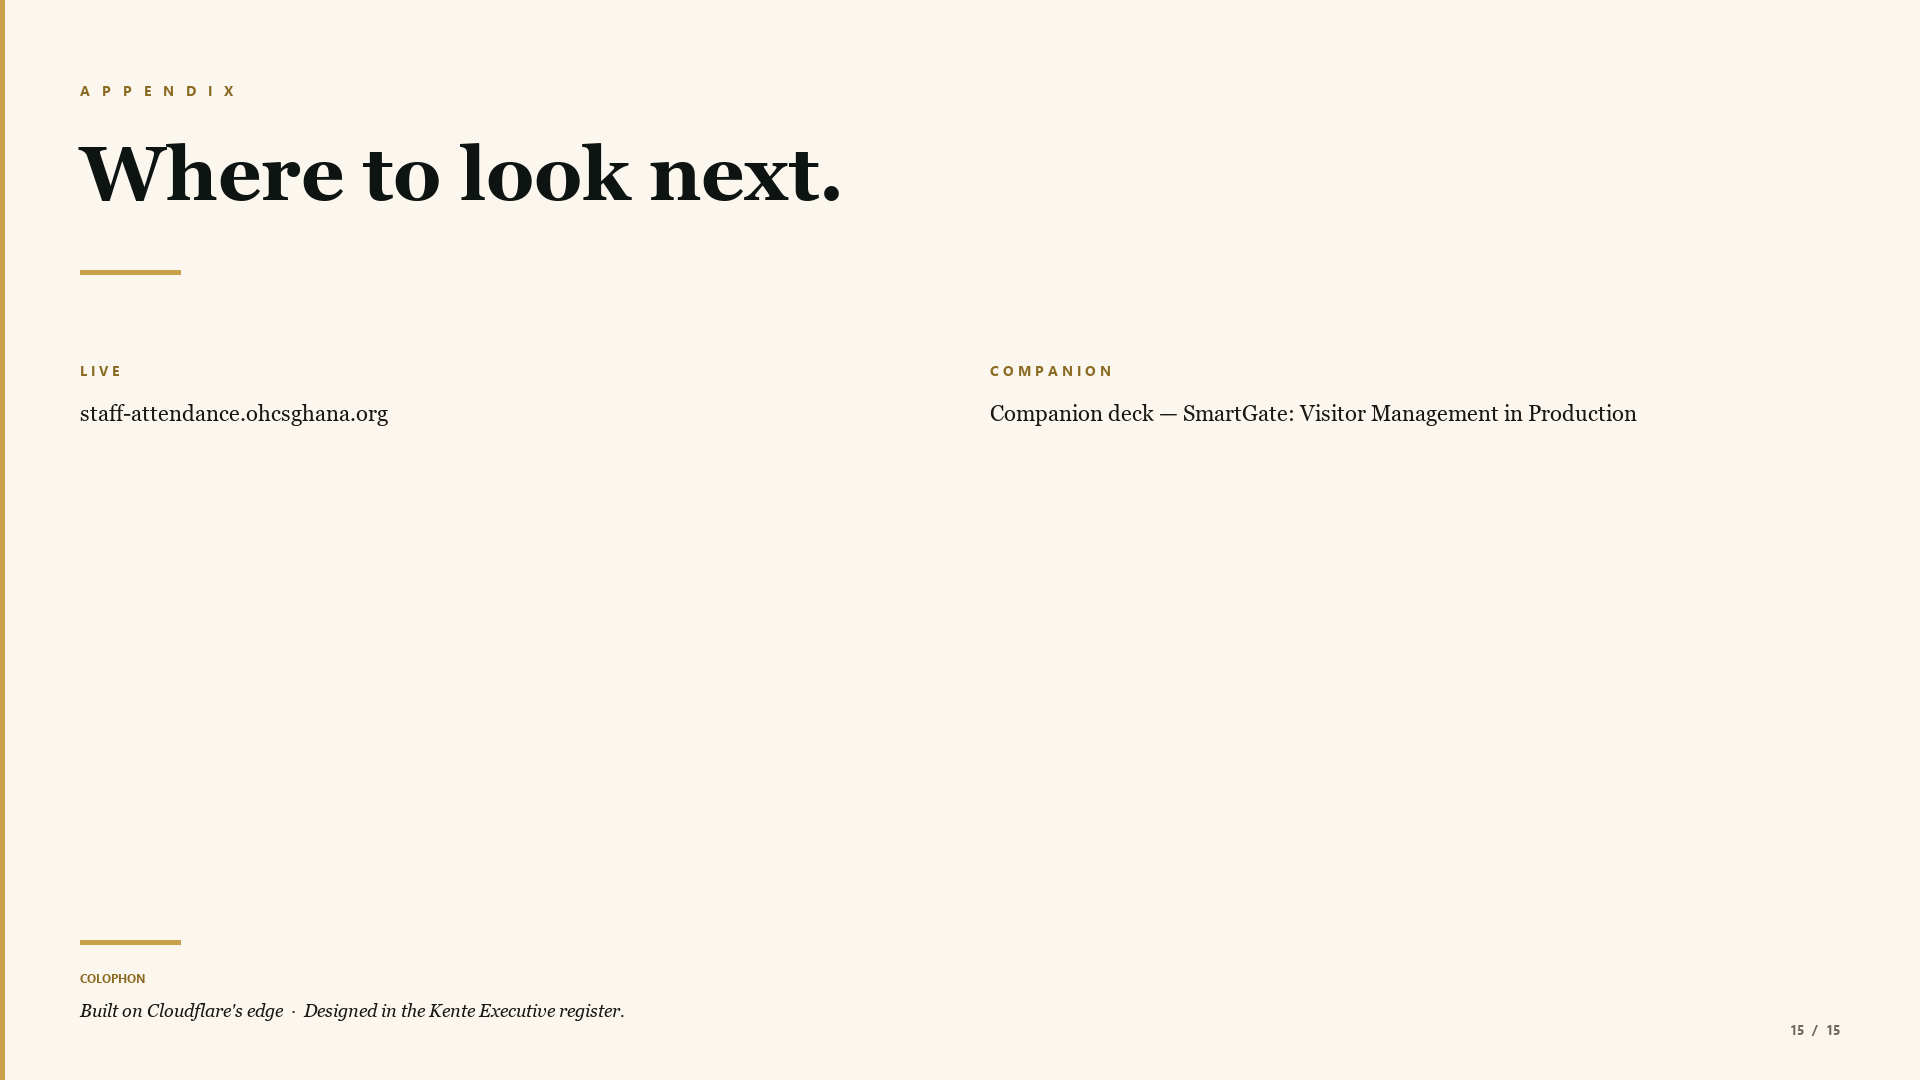 APPENDIX
Where to look next.
LIVE
staff-attendance.ohcsghana.org
COMPANION
Companion deck — SmartGate: Visitor Management in Production
COLOPHON
Built on Cloudflare's edge · Designed in the Kente Executive register.
15 / 15